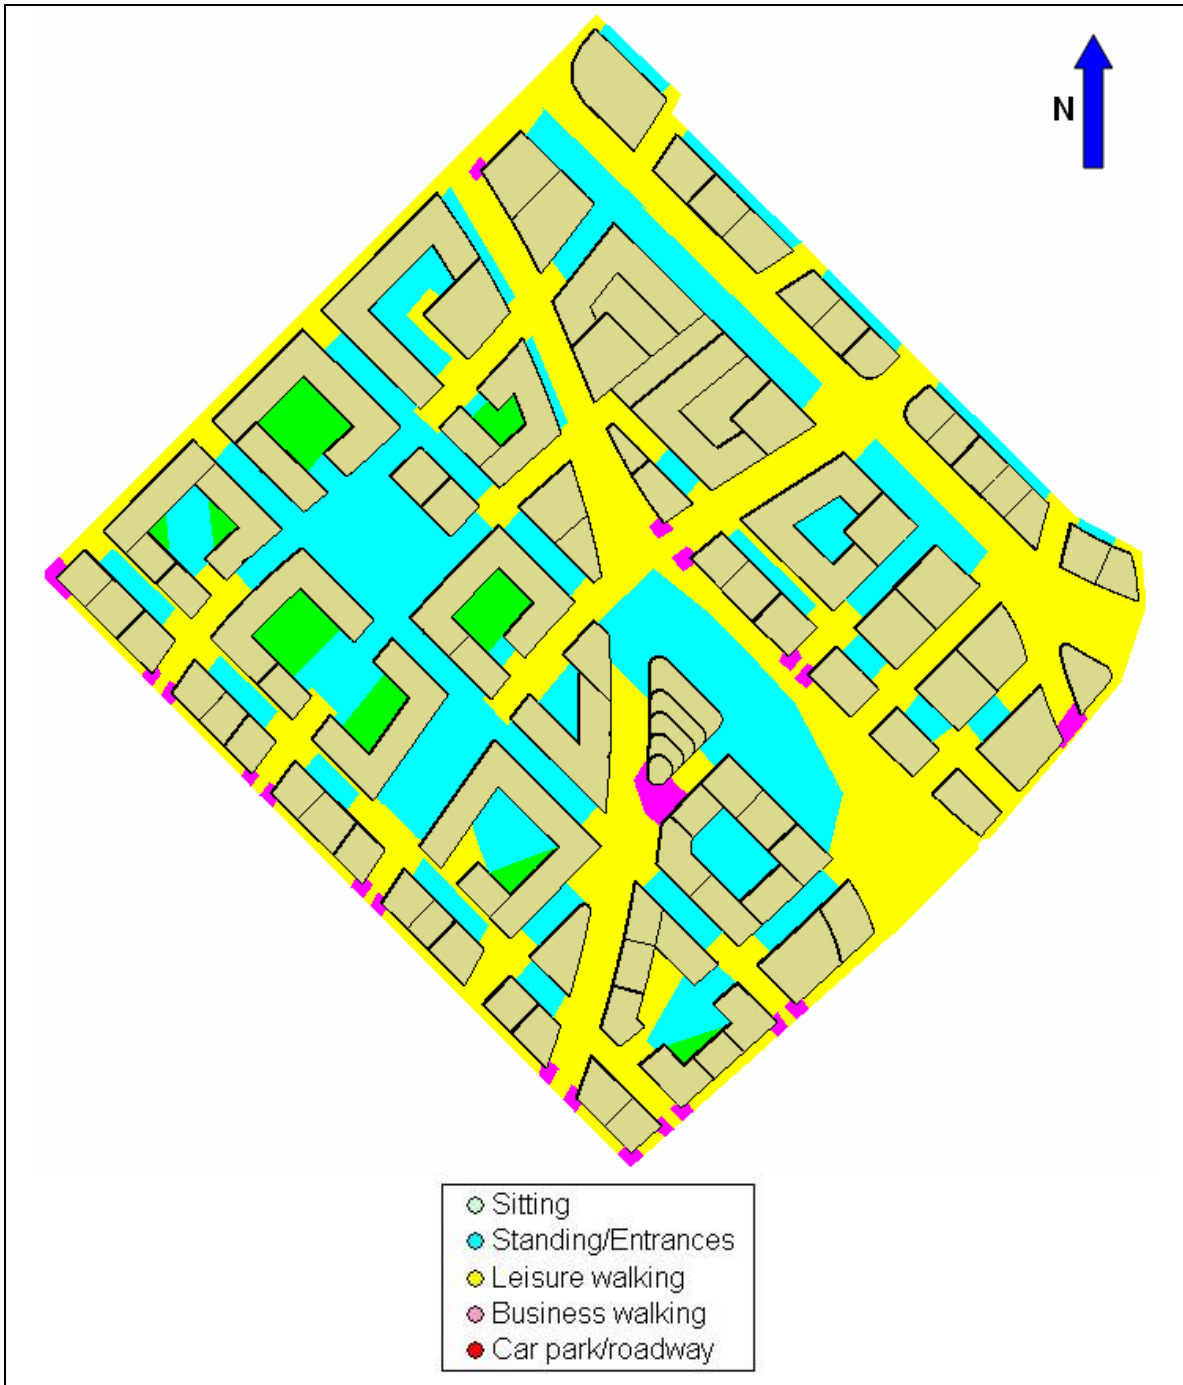 N
Sitting
Standing/Entrances
Leisure walking
Business walking
Car park/roadway